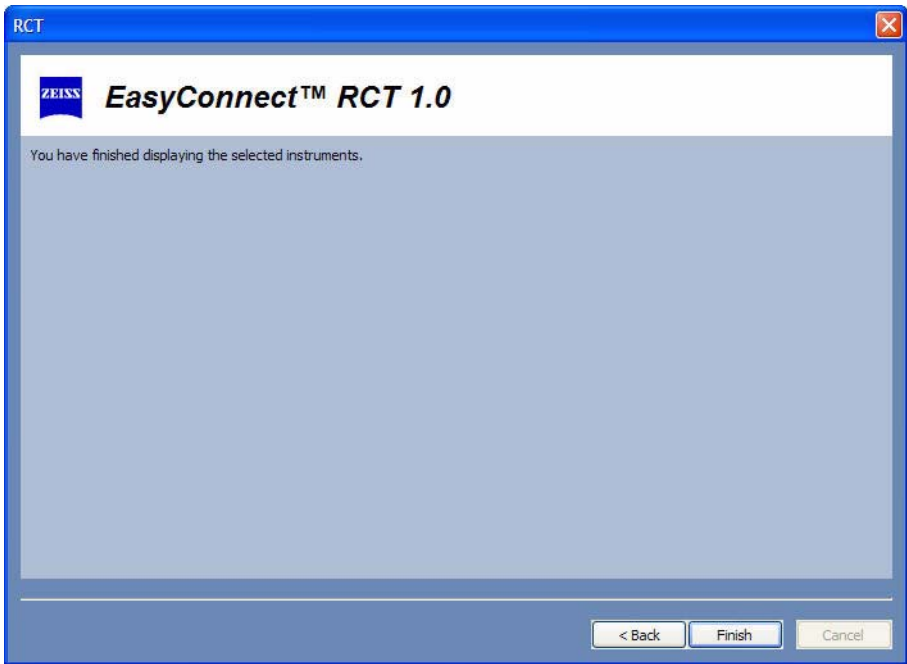 RCT
ZEISS
EasyConnect™ RCT 1.0
You have finished displaying the selected instruments.
< Back
Finish
Cancel